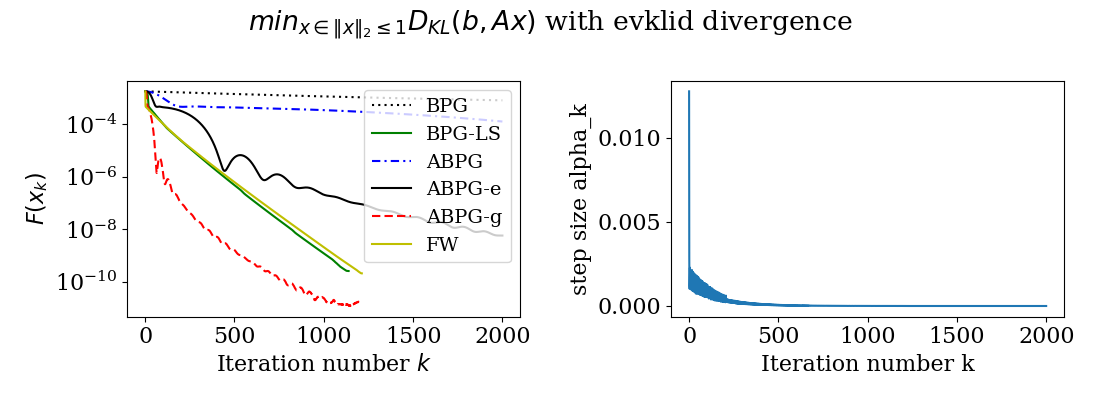 min_{x∈‖x‖₂≤1} D_{KL}(b, Ax) with evklid divergence
F(x_k)
10⁻⁴
10⁻⁶
10⁻⁸
10⁻¹⁰
0 500 1000 1500 2000
Iteration number k
BPG
BPG-LS
ABPG
ABPG-e
ABPG-g
FW
step size alpha_k
0.010
0.005
0.000
0 500 1000 1500 2000
Iteration number k